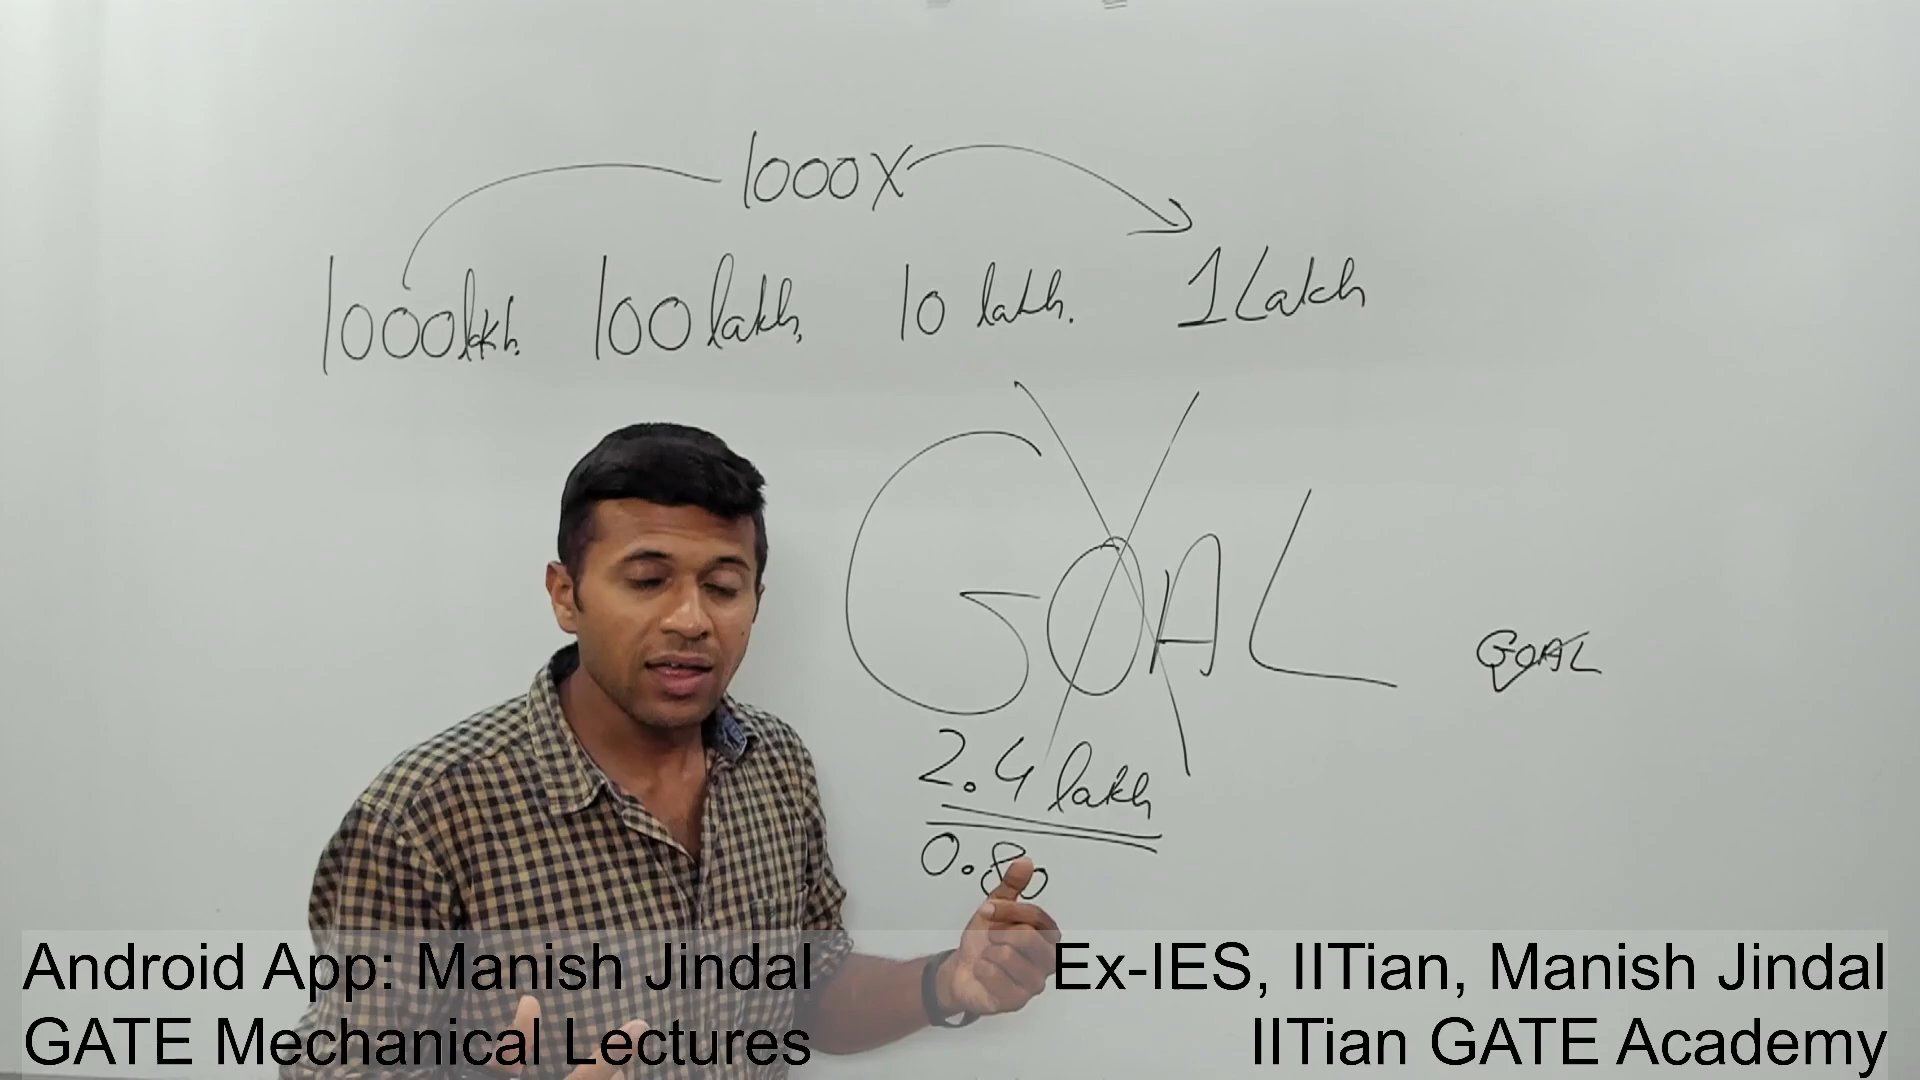 1000X
1000lakh. 100 lakh, 10 lakh. 1 Lakh
GOAL
GOAL
2.4 lakh
0.80
Android App: Manish Jindal
GATE Mechanical Lectures
Ex-IES, IITian, Manish Jindal
IITian GATE Academy